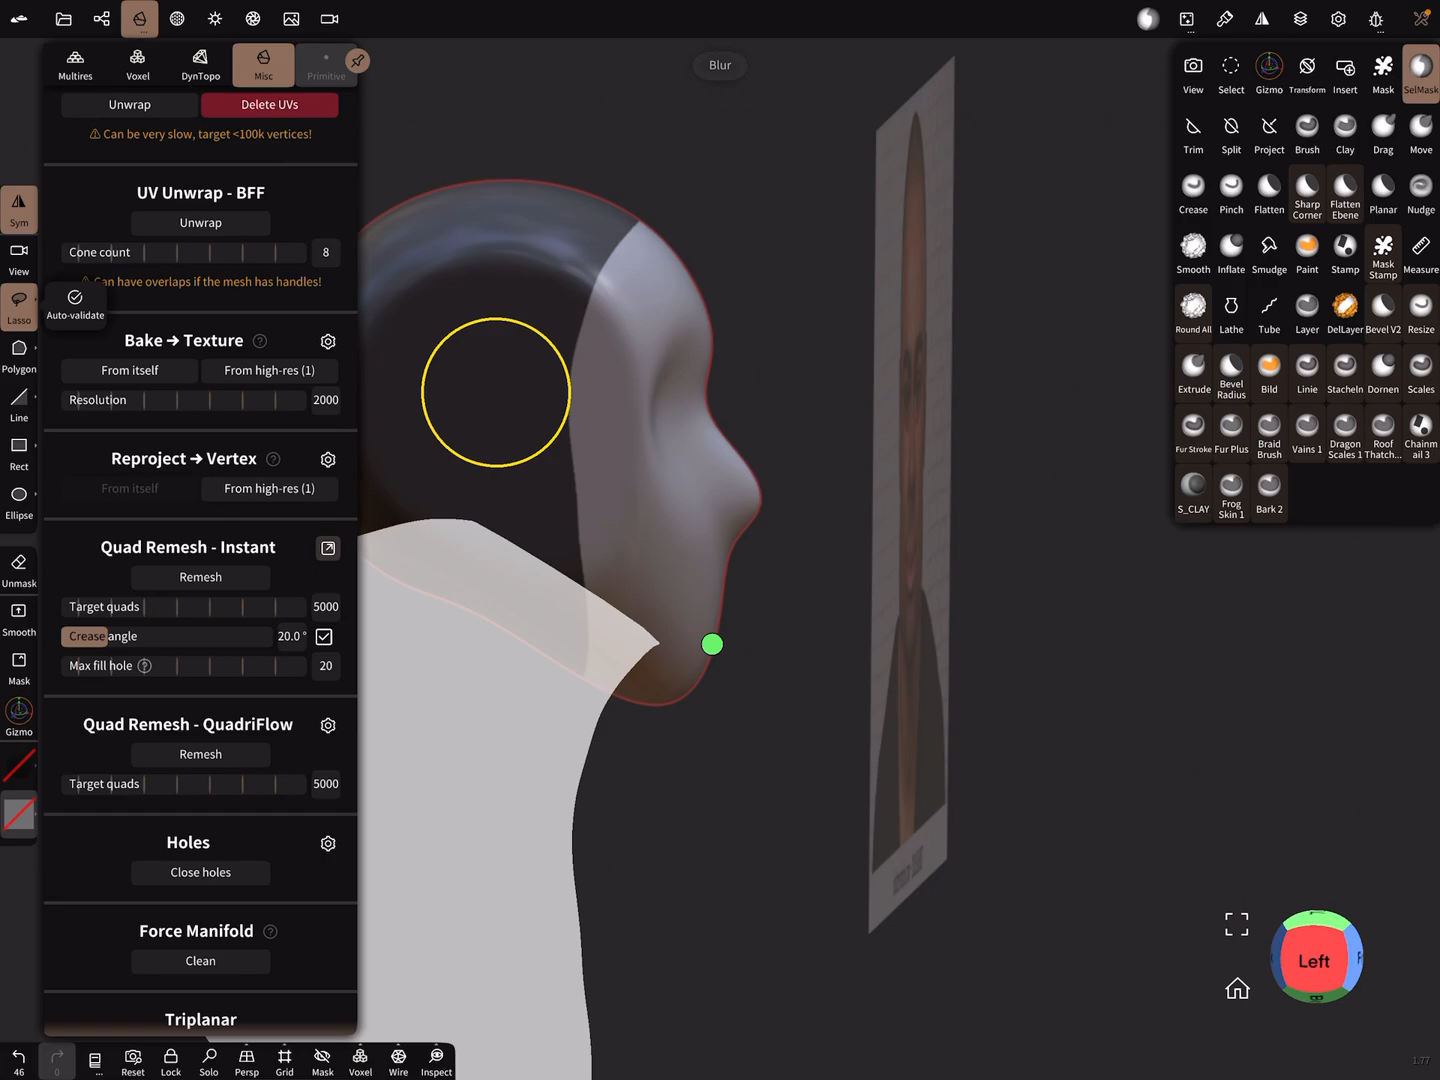 Multires
Voxel
DynTopo
Misc
Primitive
Unwrap
Delete UVs
Can be very slow, target <100k vertices!
UV Unwrap - BFF
Unwrap
Cone count
8
Can have overlaps if the mesh has handles!
Auto-validate
Bake → Texture
From itself
From high-res (1)
Resolution
2000
Reproject → Vertex
From itself
From high-res (1)
Quad Remesh - Instant
Remesh
Target quads
5000
Crease angle
20.0 °
Max fill hole
20
Quad Remesh - QuadriFlow
Remesh
Target quads
5000
Holes
Close holes
Force Manifold
Clean
Triplanar
Sym
View
Lasso
Polygon
Line
Rect
Ellipse
Unmask
Smooth
Mask
Gizmo
Blur
View
Select
Gizmo
Transform
Insert
Mask
SelMask
Trim
Split
Project
Brush
Clay
Drag
Move
Crease
Pinch
Flatten
Sharp Corner
Flatten Ebene
Planar
Nudge
Smooth
Inflate
Smudge
Paint
Stamp
Mask Stamp
Measure
Round All
Lathe
Tube
Layer
DelLayer
Bevel V2
Resize
Extrude
Bevel Radius
Bild
Linie
Stacheln
Dornen
Scales
Fur Stroke
Fur Plus
Braid Brush
Vains 1
Dragon Scales 1
Roof Thatch...
Chainmail 3
S_CLAY
Frog Skin 1
Bark 2
Left
46
0
...
Reset
Lock
Solo
Persp
Grid
Mask
Voxel
Wire
Inspect
1.77